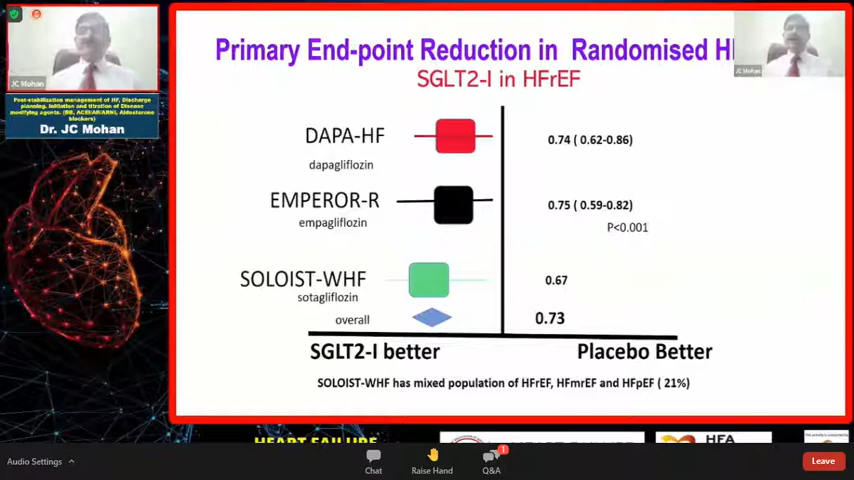 JC Mohan
Post-stabilization management of HF, Discharge
planning. Initiation and titration of Disease
modifying agents. (BB, ACEI/AR/ARNI, Aldosterone
blockers)
Dr. JC Mohan
Primary End-point Reduction in Randomised
SGLT2-I in HFrEF
JC Mohan
DAPA-HF
dapagliflozin
0.74 ( 0.62-0.86)
EMPEROR-R
empagliflozin
0.75 ( 0.59-0.82)
P<0.001
SOLOIST-WHF
sotagliflozin
0.67
overall
0.73
SGLT2-I better
Placebo Better
SOLOIST-WHF has mixed population of HFrEF, HFmrEF and HFpEF ( 21%)
HEART FAILURE
HFA
Audio Settings
Chat
Raise Hand
1
Q&A
Leave